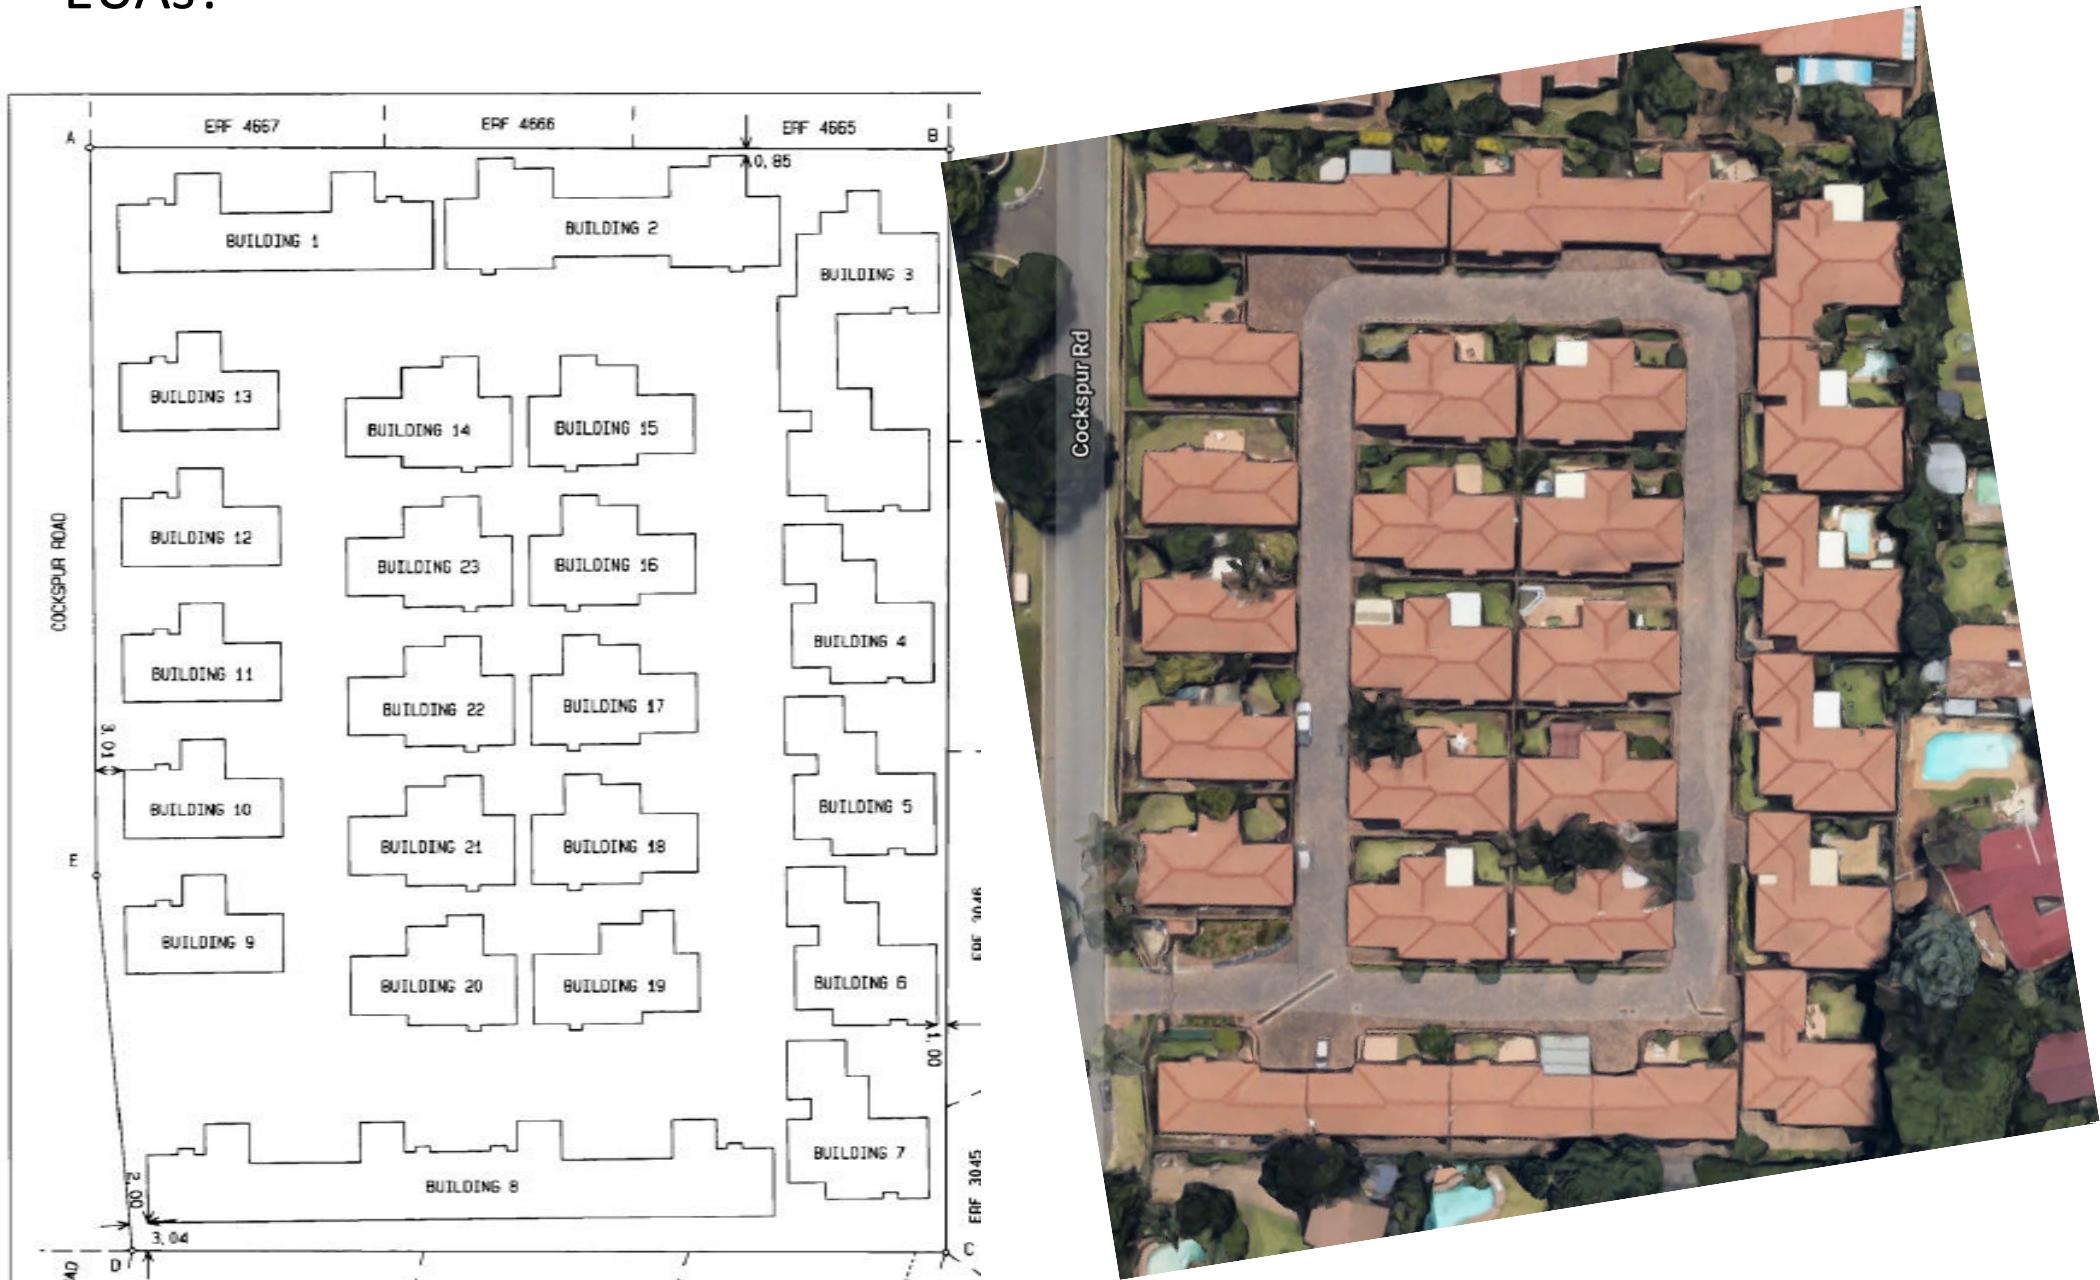 EUAs?
ERF 4667
ERF 4666
ERF 4665
A
B
0,85
BUILDING 1
BUILDING 2
BUILDING 3
BUILDING 13
BUILDING 14
BUILDING 15
BUILDING 12
BUILDING 23
BUILDING 16
COCKSPUR ROAD
BUILDING 4
BUILDING 11
BUILDING 22
BUILDING 17
3,01
BUILDING 10
BUILDING 5
BUILDING 21
BUILDING 18
E
BUILDING 9
ERF 3046
BUILDING 20
BUILDING 19
BUILDING 6
1,00
BUILDING 7
BUILDING 8
2,00
ERF 3045
3,04
D
C
Cockspur Rd